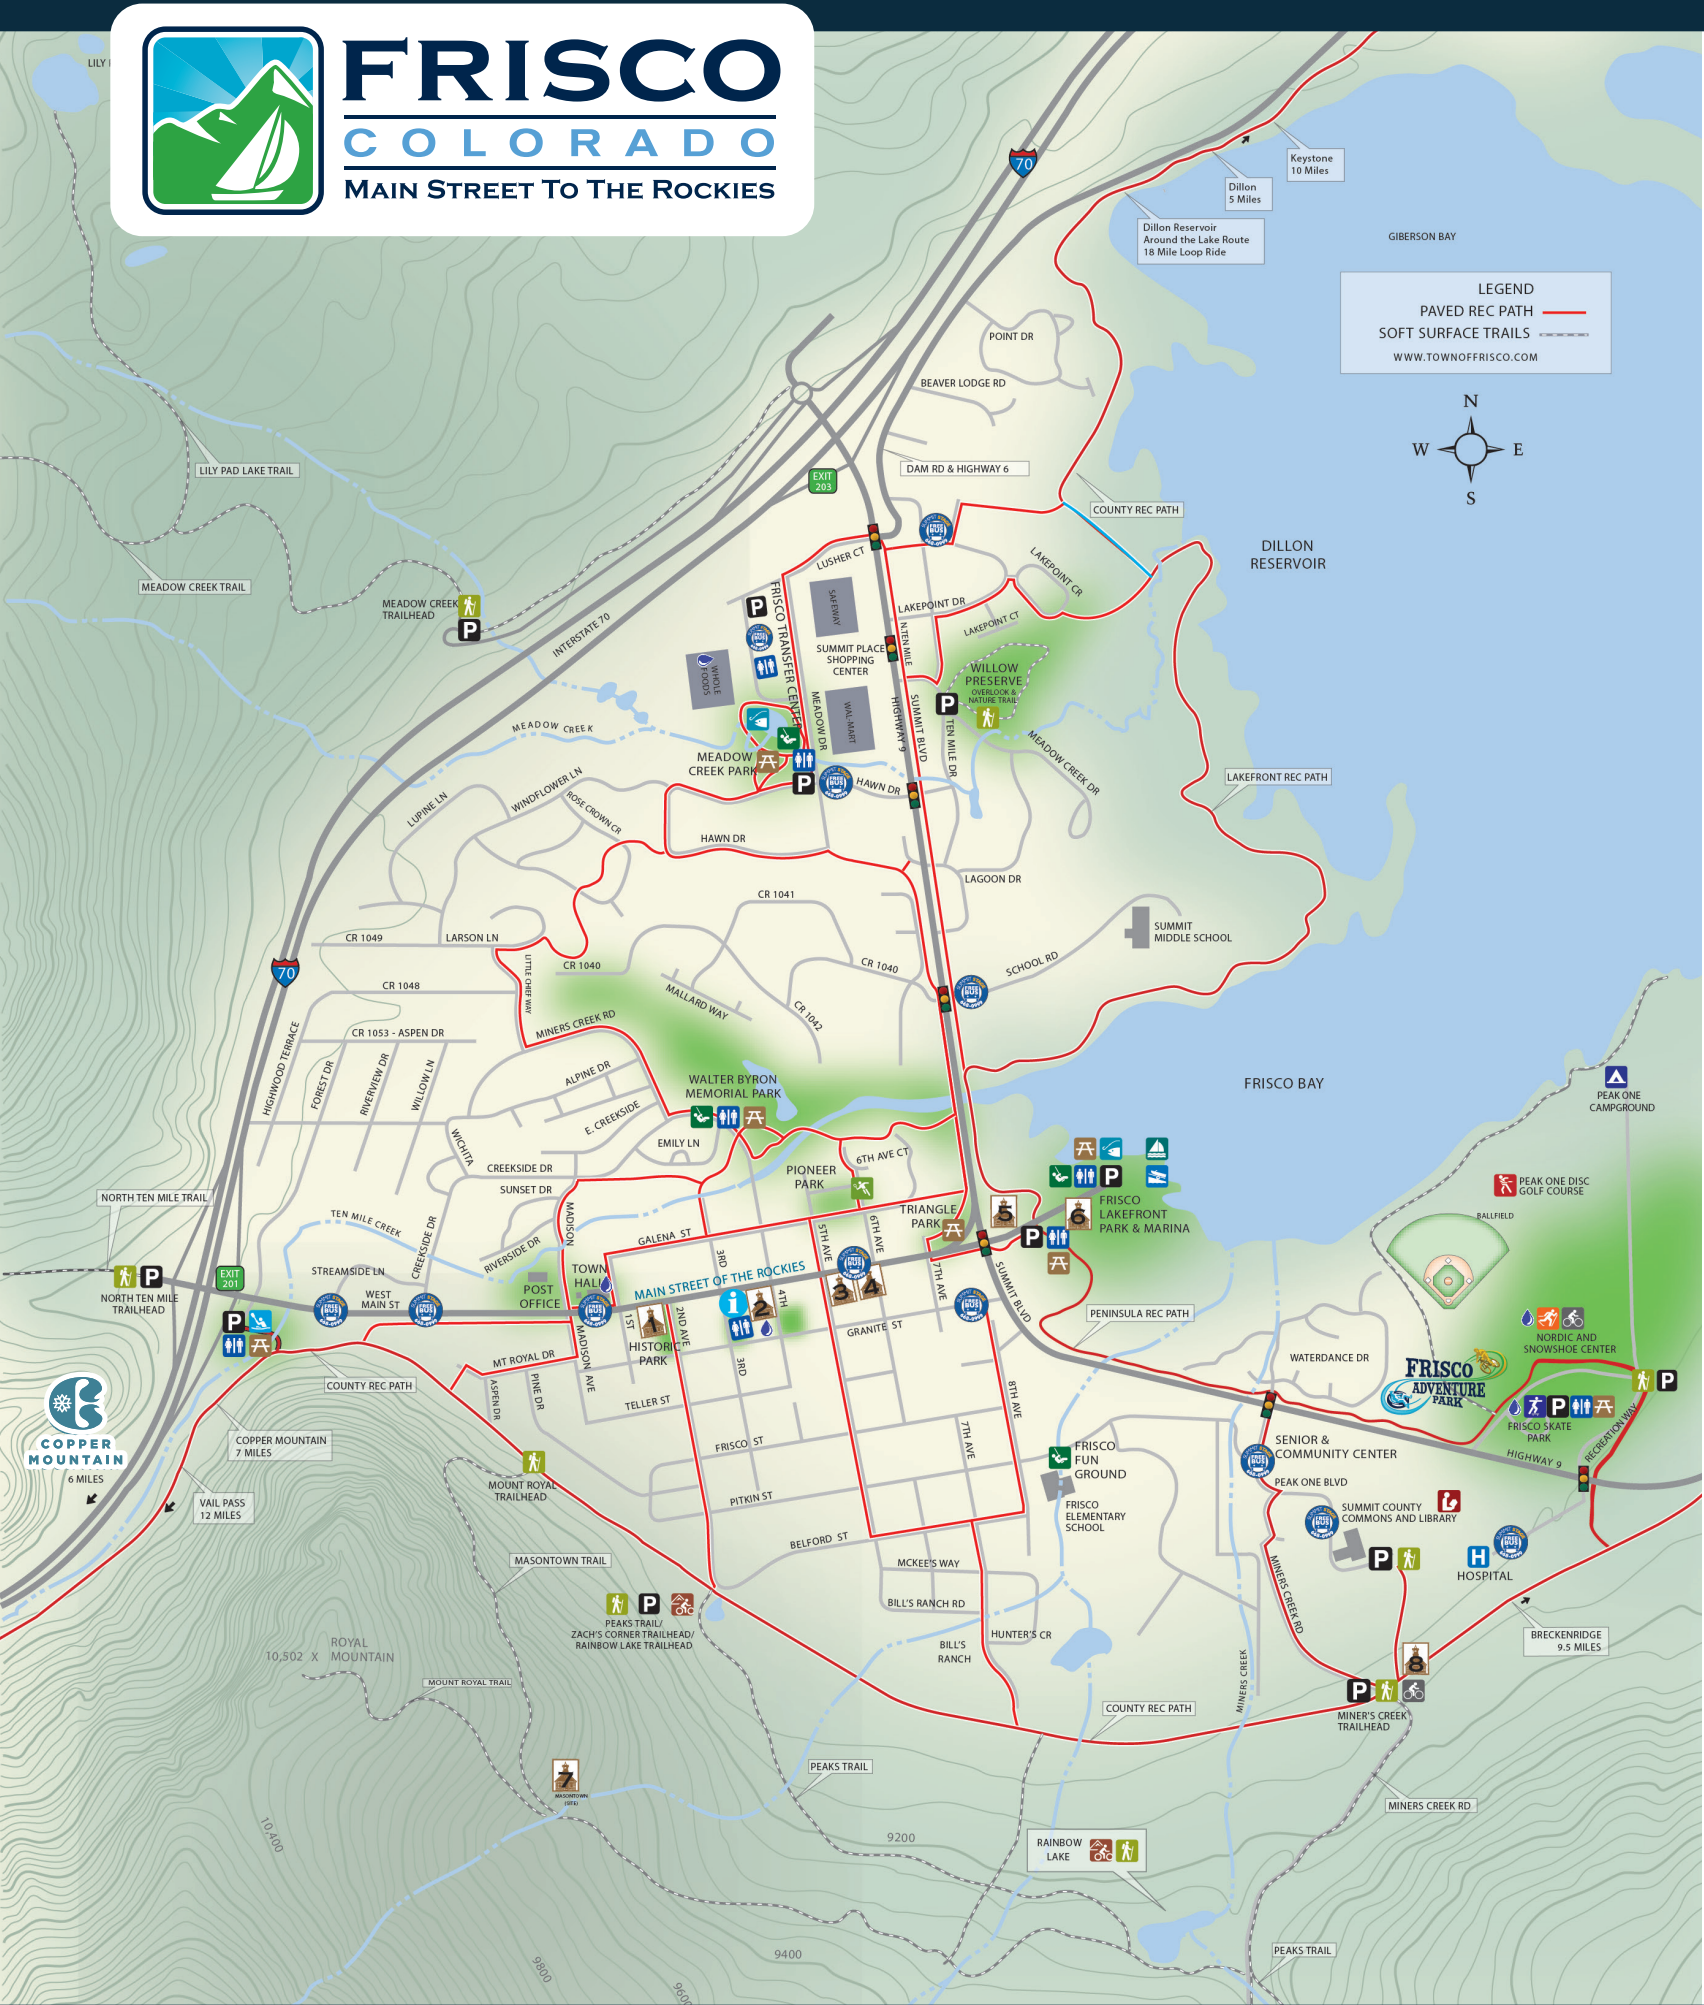 FRISCO
COLORADO
MAIN STREET TO THE ROCKIES
LILY
70
Keystone
10 Miles
Dillon
5 Miles
Dillon Reservoir
Around the Lake Route
18 Mile Loop Ride
GIBERSON BAY
LEGEND
PAVED REC PATH
SOFT SURFACE TRAILS
WWW.TOWNOFFRISCO.COM
N
W E
S
POINT DR
BEAVER LODGE RD
DAM RD & HIGHWAY 6
LILY PAD LAKE TRAIL
EXIT
203
COUNTY REC PATH
DILLON
RESERVOIR
LUSHER CT
LAKEPOINT CR
MEADOW CREEK TRAIL
MEADOW CREEK
TRAILHEAD
P
INTERSTATE 70
P
FRISCO TRANSFER CENTER
SAFEWAY
LAKEPOINT DR
LAKEPOINT CT
N.TEN MILE
SUMMIT PLACE
SHOPPING
CENTER
WHOLE
FOODS
WILLOW
PRESERVE
OVERLOOK &
NATURE TRAIL
P
MEADOW DR
WAL-MART
HIGHWAY 9
SUMMIT BLVD
TEN MILE DR
MEADOW CREEK DR
MEADOW CREEK
MEADOW
CREEK PARK
P
HAWN DR
LAKEFRONT REC PATH
LUPINE LN
WINDFLOWER LN
ROSE CROWN CR
HAWN DR
LAGOON DR
CR 1041
SUMMIT
MIDDLE SCHOOL
CR 1049
LARSON LN
CR 1040
CR 1040
SCHOOL RD
70
LITTLE CHIEF WAY
CR 1048
MALLARD WAY
CR 1042
MINERS CREEK RD
CR 1053 - ASPEN DR
HIGHWOOD TERRACE
FOREST DR
RIVERVIEW DR
WILLOW LN
ALPINE DR
WALTER BYRON
MEMORIAL PARK
FRISCO BAY
PEAK ONE
CAMPGROUND
E. CREEKSIDE
WICHITA
EMILY LN
CREEKSIDE DR
SUNSET DR
6TH AVE CT
PIONEER
PARK
P
FRISCO
LAKEFRONT
PARK & MARINA
PEAK ONE DISC
GOLF COURSE
BALLFIELD
NORTH TEN MILE TRAIL
TEN MILE CREEK
CREEKSIDE DR
RIVERSIDE DR
MADISON
GALENA ST
3RD
5TH AVE
6TH AVE
TRIANGLE
PARK
5
6
P
P
NORTH TEN MILE
TRAILHEAD
EXIT
201
STREAMSIDE LN
WEST
MAIN ST
POST
OFFICE
TOWN
HALL
MAIN STREET OF THE ROCKIES
7TH AVE
SUMMIT BLVD
PENINSULA REC PATH
P
1ST
1
HISTORIC
PARK
2ND AVE
i
2
4TH
3
4
GRANITE ST
MADISON AVE
MT ROYAL DR
3RD
WATERDANCE DR
NORDIC AND
SNOWSHOE CENTER
FRISCO
ADVENTURE
PARK
P
COUNTY REC PATH
ASPEN DR
PINE DR
TELLER ST
8TH AVE
7TH AVE
P
FRISCO SKATE
PARK
RECREATION WAY
HIGHWAY 9
COPPER
MOUNTAIN
6 MILES
COPPER MOUNTAIN
7 MILES
VAIL PASS
12 MILES
FRISCO ST
FRISCO
FUN
GROUND
SENIOR &
COMMUNITY CENTER
PEAK ONE BLVD
MOUNT ROYAL
TRAILHEAD
PITKIN ST
FRISCO
ELEMENTARY
SCHOOL
SUMMIT COUNTY
COMMONS AND LIBRARY
BELFORD ST
MASONTOWN TRAIL
MCKEE'S WAY
P
H
HOSPITAL
MINERS CREEK RD
P
PEAKS TRAIL/
ZACH'S CORNER TRAILHEAD/
RAINBOW LAKE TRAILHEAD
BILL'S RANCH RD
HUNTER'S CR
BILL'S
RANCH
BRECKENRIDGE
9.5 MILES
ROYAL
MOUNTAIN
10,502 X
MOUNT ROYAL TRAIL
MINERS CREEK
8
P
MINER'S CREEK
TRAILHEAD
COUNTY REC PATH
7
MASONTOWN
(SITE)
PEAKS TRAIL
MINERS CREEK RD
10,400
9200
RAINBOW
LAKE
9400
9800
9600
PEAKS TRAIL